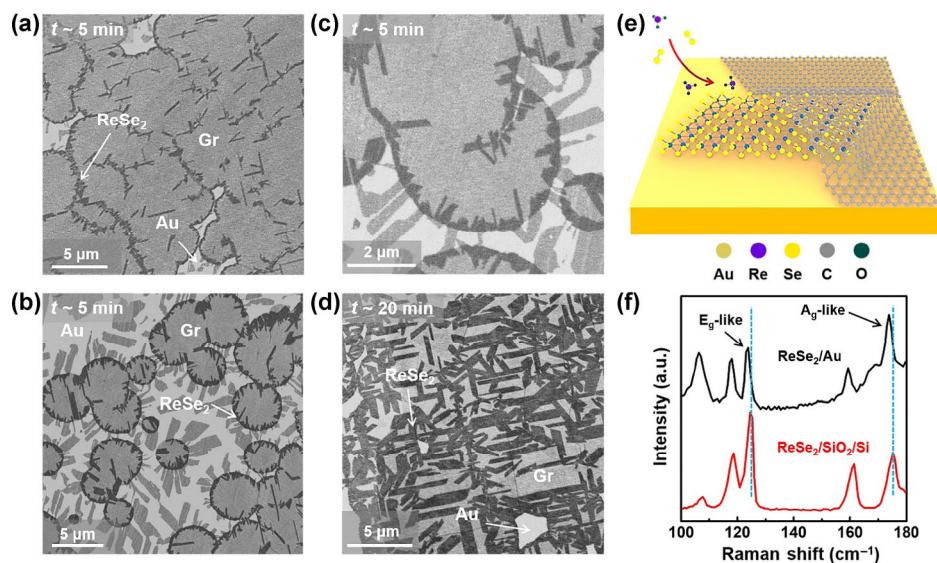 (a)
t ~ 5 min
ReSe₂
Gr
Au
5 µm
(b)
t ~ 5 min
Au
Gr
ReSe₂
5 µm
(c)
t ~ 5 min
2 µm
(d)
t ~ 20 min
ReSe₂
Gr
Au
5 µm
(e)
Au Re Se C O
(f)
E_g-like
A_g-like
ReSe₂/Au
ReSe₂/SiO₂/Si
Intensity (a.u.)
100 120 140 160 180
Raman shift (cm⁻¹)